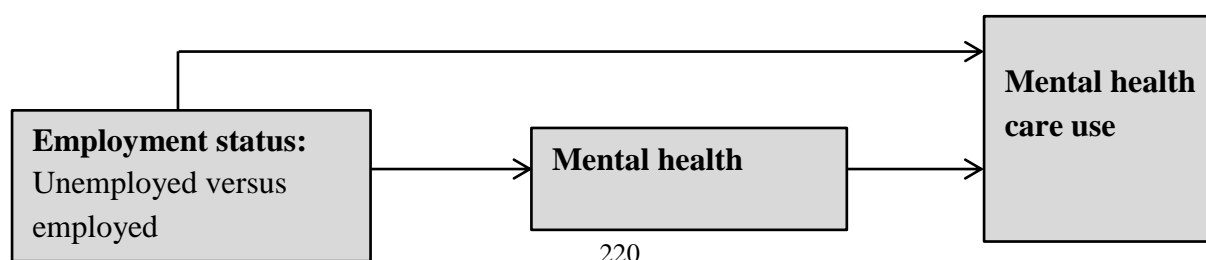 Employment status:
Unemployed versus
employed
Mental health
Mental health
care use
220